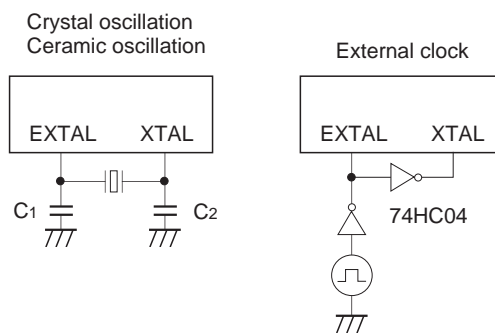 Crystal oscillation
Ceramic oscillation
EXTAL XTAL
C1 C2
External clock
EXTAL XTAL
74HC04